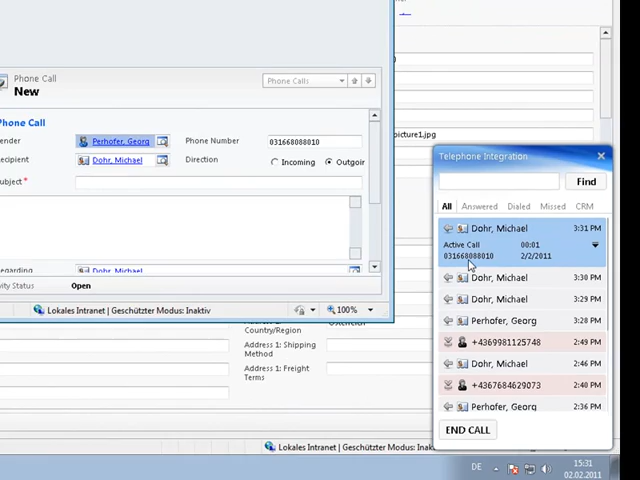 Phone Call
New
Phone Calls
Phone Call
ender
Perhofer, Georg
Phone Number
031668088010
ecipient
Dohr, Michael
Direction
Incoming
Outgoir
ubject
egarding
Dohr, Michael
ity Status
Open
Lokales Intranet | Geschützter Modus: Inaktiv
100%
picture1.jpg
Country/Region
Address 1: Shipping
Method
Address 1: Freight
Terms
Telephone Integration
Find
All
Answered
Dialed
Missed
CRM
Dohr, Michael
3:31 PM
Active Call
00:01
031668088010
2/2/2011
Dohr, Michael
3:30 PM
Dohr, Michael
3:29 PM
Perhofer, Georg
3:28 PM
+4369981125748
2:49 PM
Dohr, Michael
2:46 PM
+4367684629073
2:40 PM
Perhofer, Georg
2:36 PM
END CALL
Lokales Intranet | Geschützter Modus: Inak
DE
15:31
02.02.2011